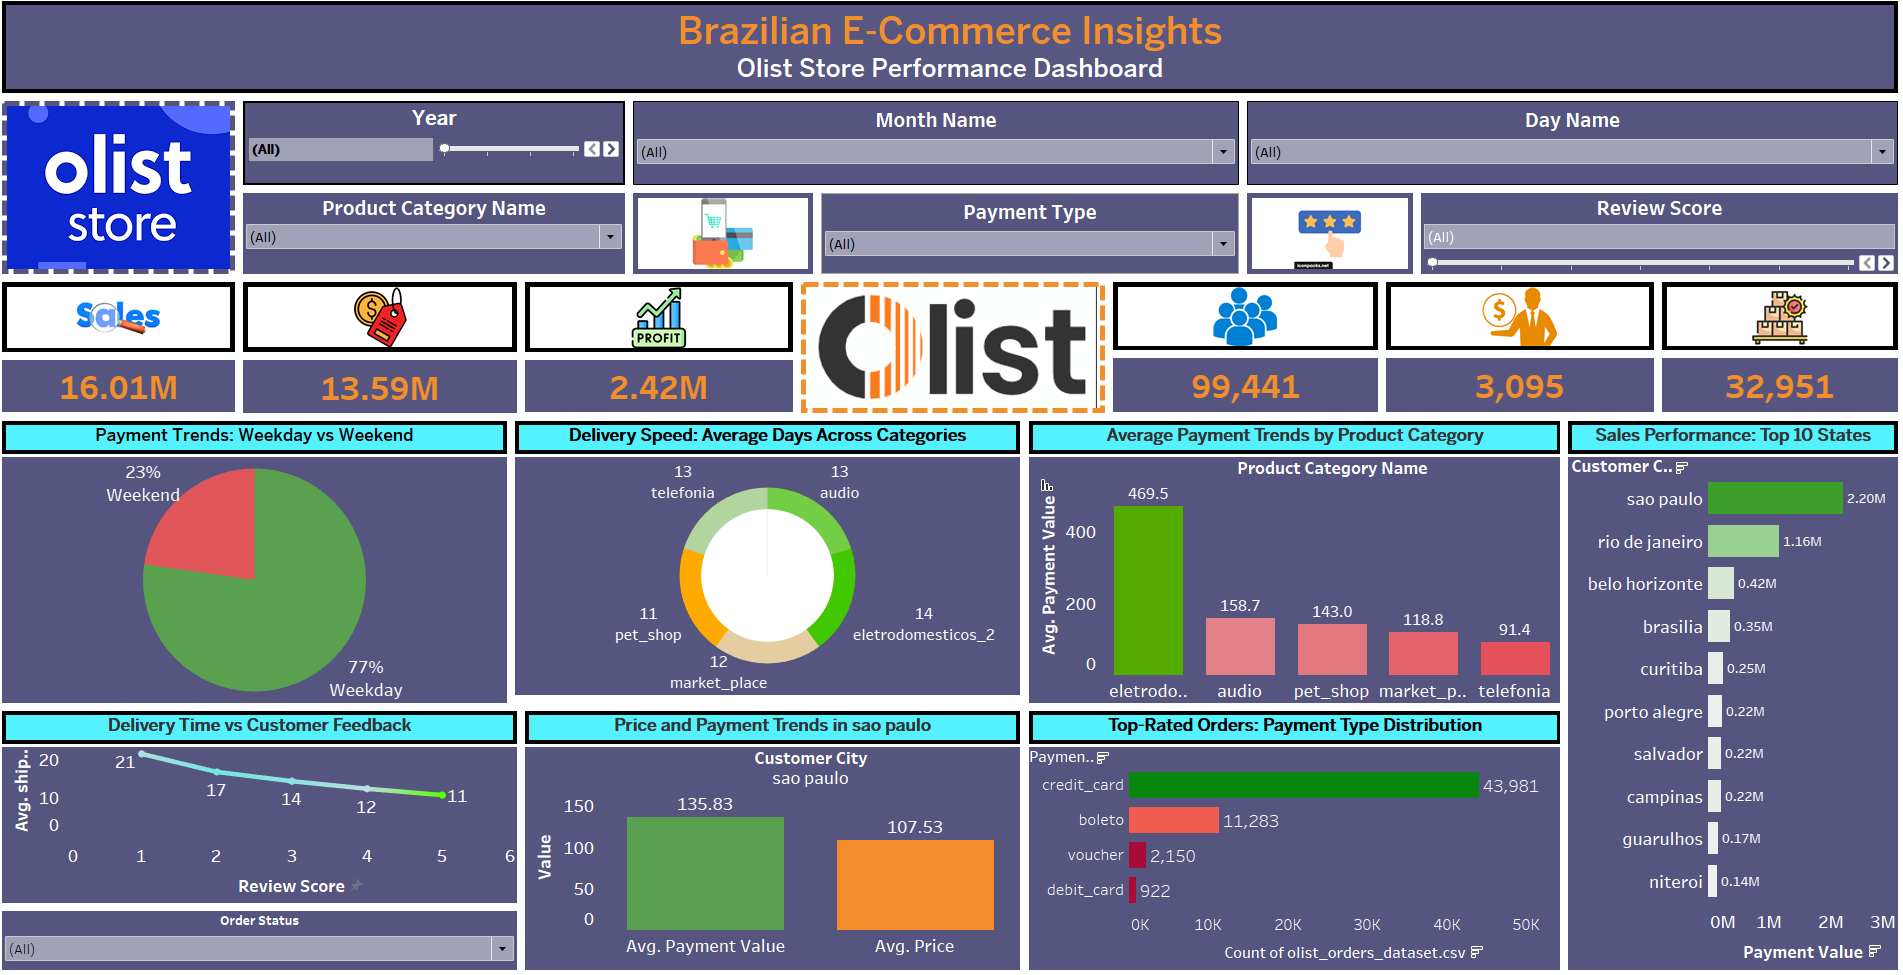 Brazilian E-Commerce Insights
Olist Store Performance Dashboard
olist
store
Year
(All)
Month Name
(All)
Day Name
(All)
Product Category Name
(All)
Payment Type
(All)
iconpacks.net
Review Score
(All)
Sales
PROFIT
Olist
16.01M
13.59M
2.42M
99,441
3,095
32,951
Payment Trends: Weekday vs Weekend
23%
Weekend
77%
Weekday
Delivery Speed: Average Days Across Categories
13
telefonia
13
audio
11
pet_shop
14
eletrodomesticos_2
12
market_place
Average Payment Trends by Product Category
Product Category Name
Avg. Payment Value
400
200
0
469.5
158.7
143.0
118.8
91.4
eletrodo..
audio
pet_shop
market_p..
telefonia
Sales Performance: Top 10 States
Customer C..
sao paulo 2.20M
rio de janeiro 1.16M
belo horizonte 0.42M
brasilia 0.35M
curitiba 0.25M
porto alegre 0.22M
salvador 0.22M
campinas 0.22M
guarulhos 0.17M
niteroi 0.14M
0M 1M 2M 3M
Payment Value
Delivery Time vs Customer Feedback
Avg. ship..
20
10
0
21
17
14
12
11
0 1 2 3 4 5 6
Review Score
Order Status
(All)
Price and Payment Trends in sao paulo
Customer City
sao paulo
Value
150
100
50
0
135.83
107.53
Avg. Payment Value
Avg. Price
Top-Rated Orders: Payment Type Distribution
Paymen..
credit_card 43,981
boleto 11,283
voucher 2,150
debit_card 922
0K 10K 20K 30K 40K 50K
Count of olist_orders_dataset.csv